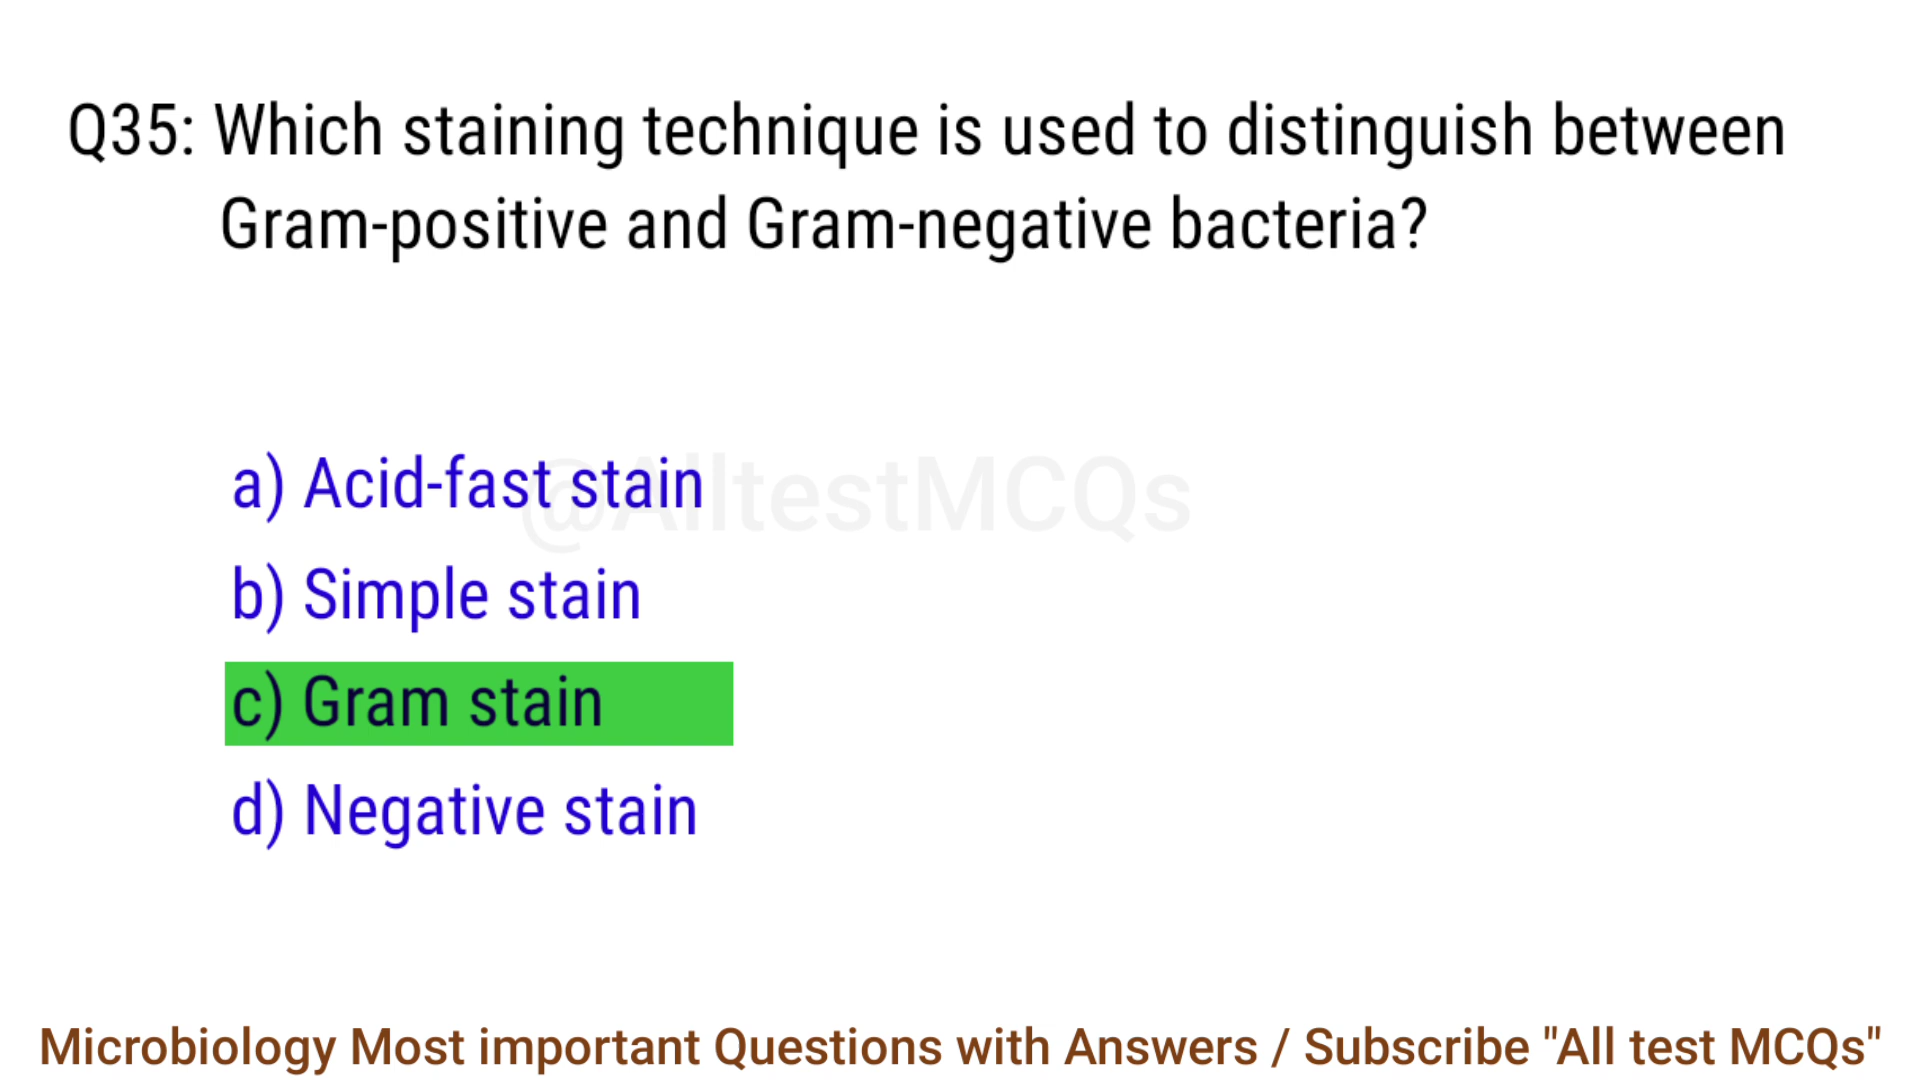 Q35: Which staining technique is used to distinguish between
Gram-positive and Gram-negative bacteria?
@AlltestMCQs
a) Acid-fast stain
b) Simple stain
c) Gram stain
d) Negative stain
Microbiology Most important Questions with Answers / Subscribe "All test MCQs"